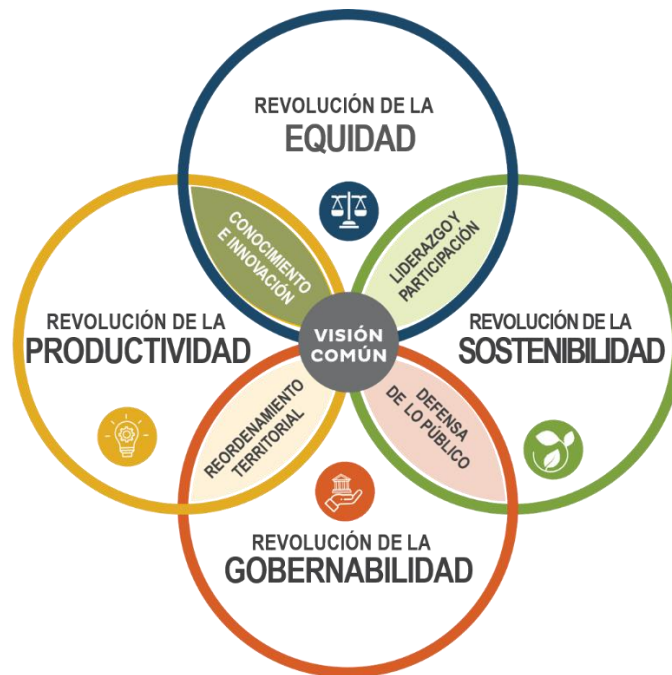 REVOLUCIÓN DE LA
EQUIDAD
CONOCIMIENTO
E INNOVACIÓN
LIDERAZGO Y
PARTICIPACIÓN
REVOLUCIÓN DE LA
PRODUCTIVIDAD
VISIÓN
COMÚN
REVOLUCIÓN DE LA
SOSTENIBILIDAD
REORDENAMIENTO
TERRITORIAL
DEFENSA
DE LO PÚBLICO
REVOLUCIÓN DE LA
GOBERNABILIDAD